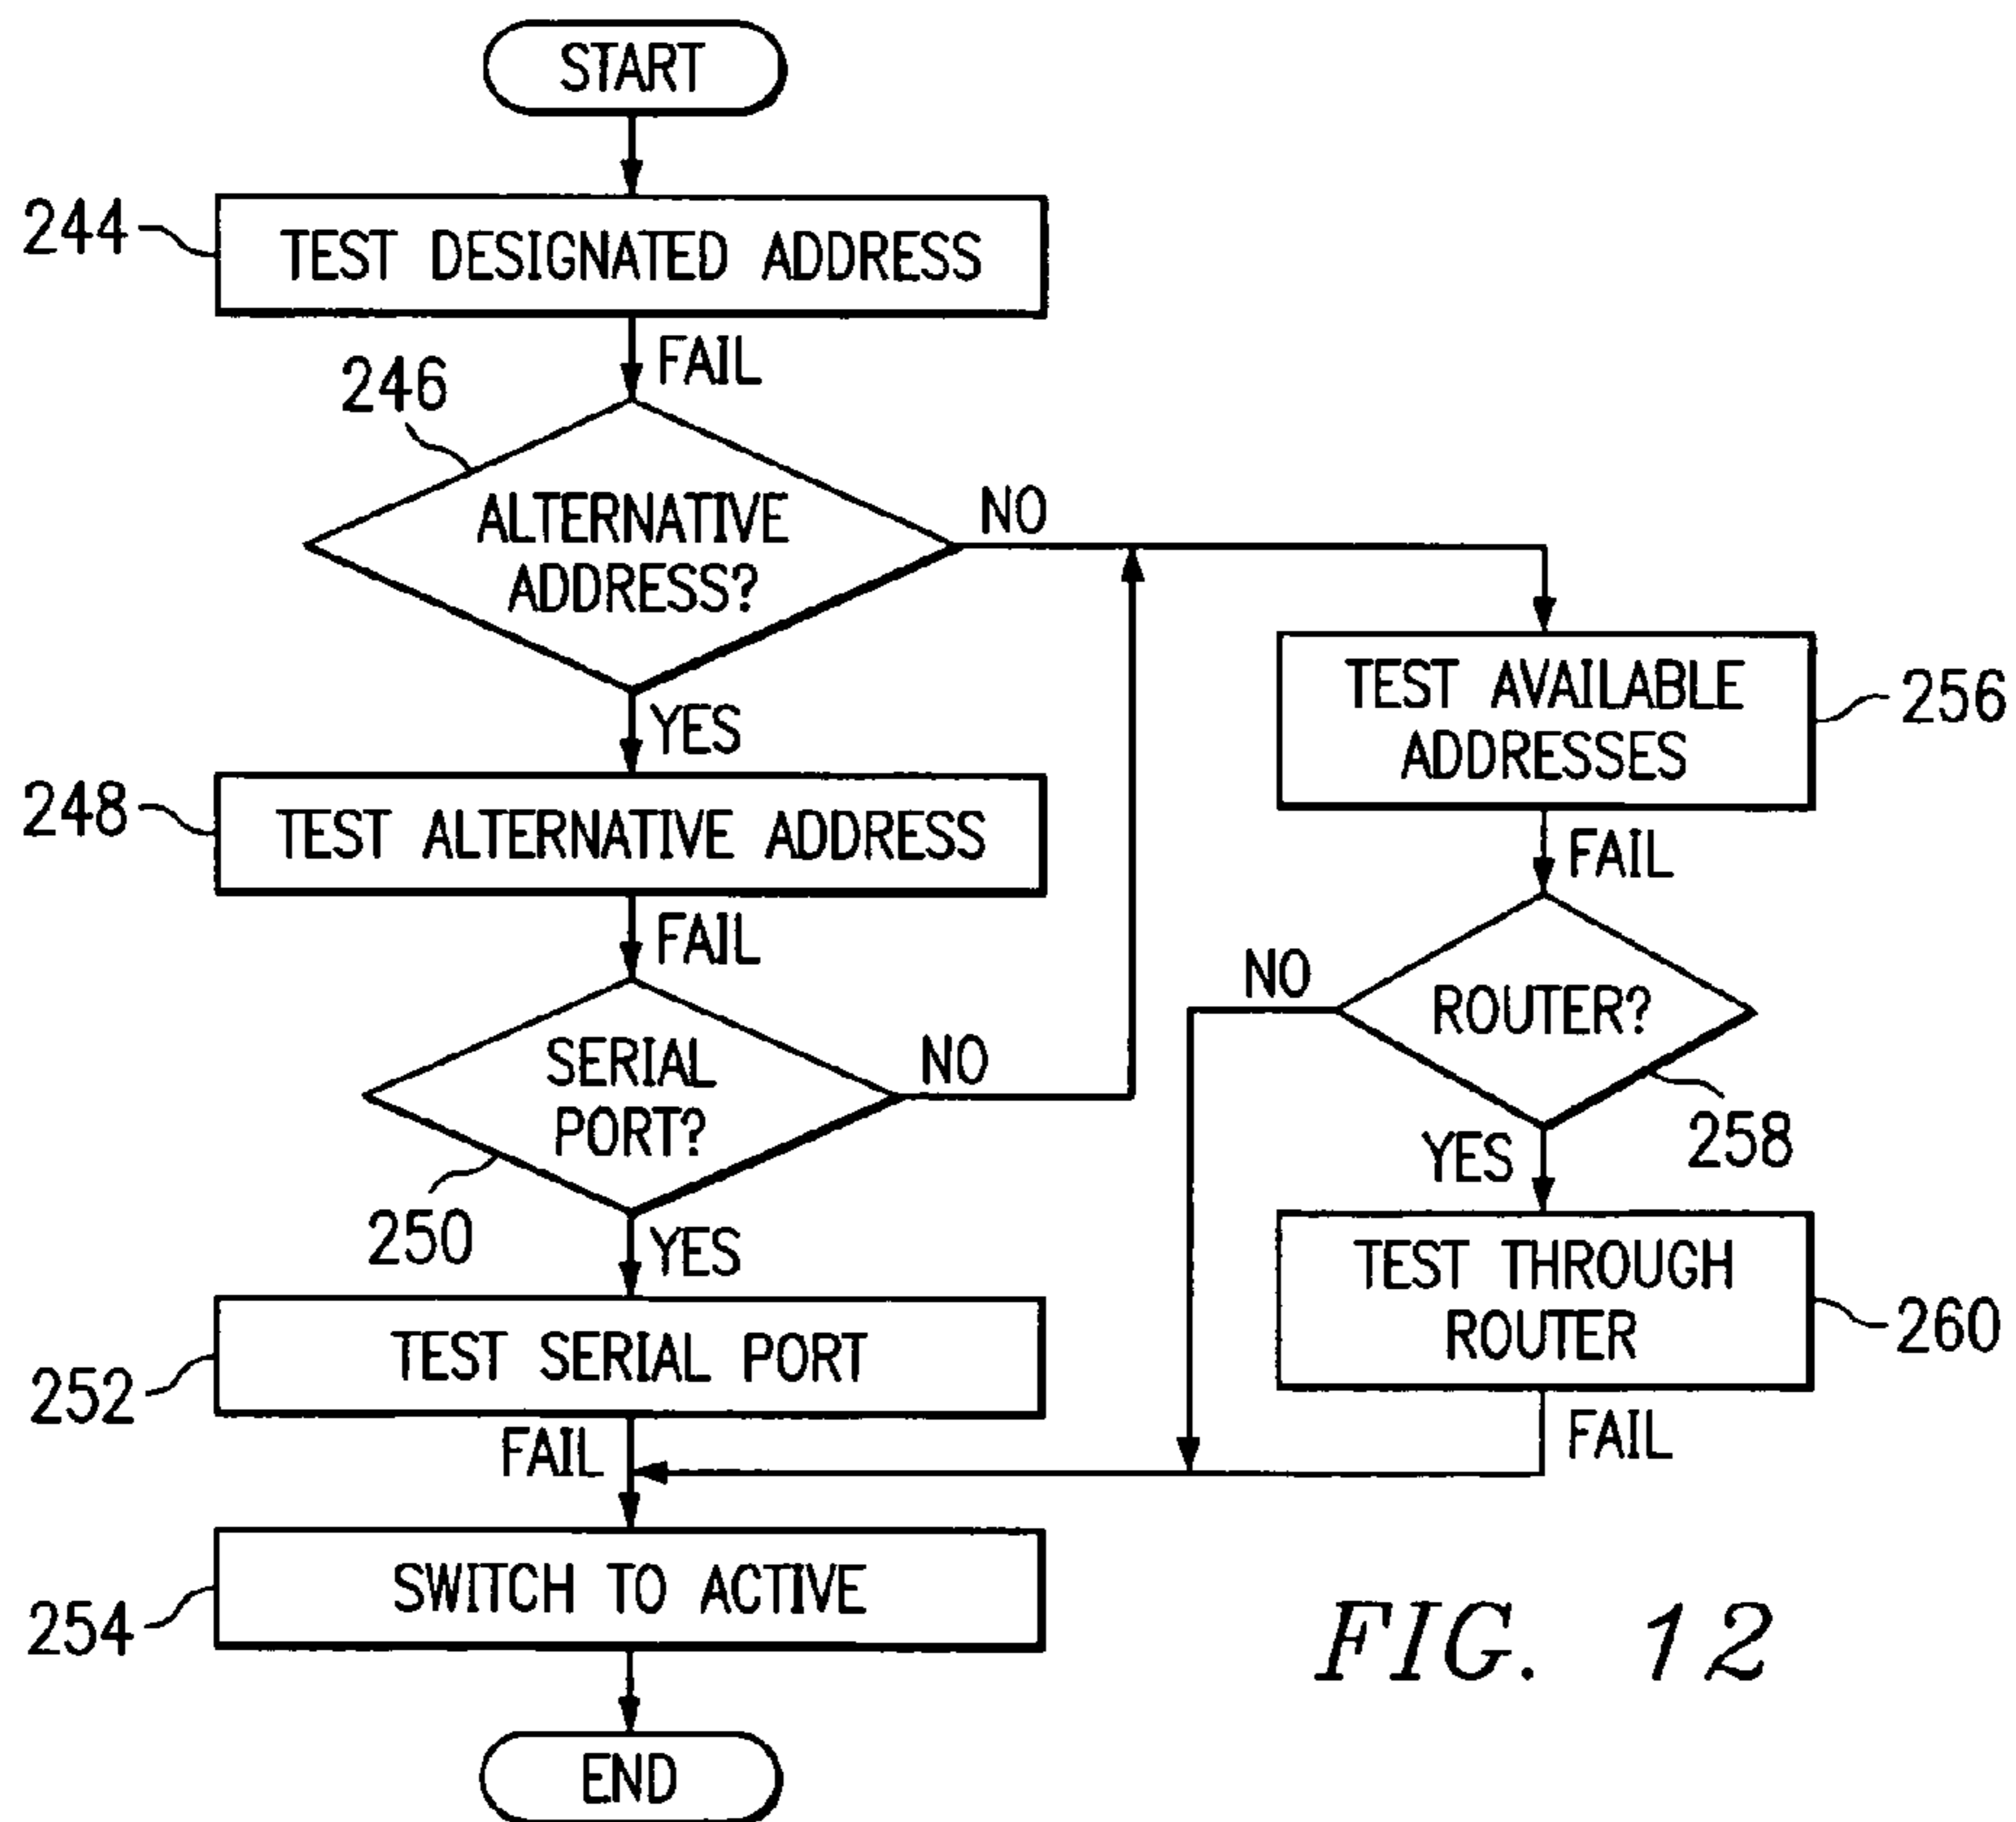 START
244
TEST DESIGNATED ADDRESS
FAIL
246
ALTERNATIVE
ADDRESS?
NO
YES
248
TEST ALTERNATIVE ADDRESS
FAIL
SERIAL
PORT?
NO
250
YES
252
TEST SERIAL PORT
FAIL
254
SWITCH TO ACTIVE
END
TEST AVAILABLE
ADDRESSES
256
FAIL
NO
ROUTER?
258
YES
TEST THROUGH
ROUTER
260
FAIL
FIG. 12